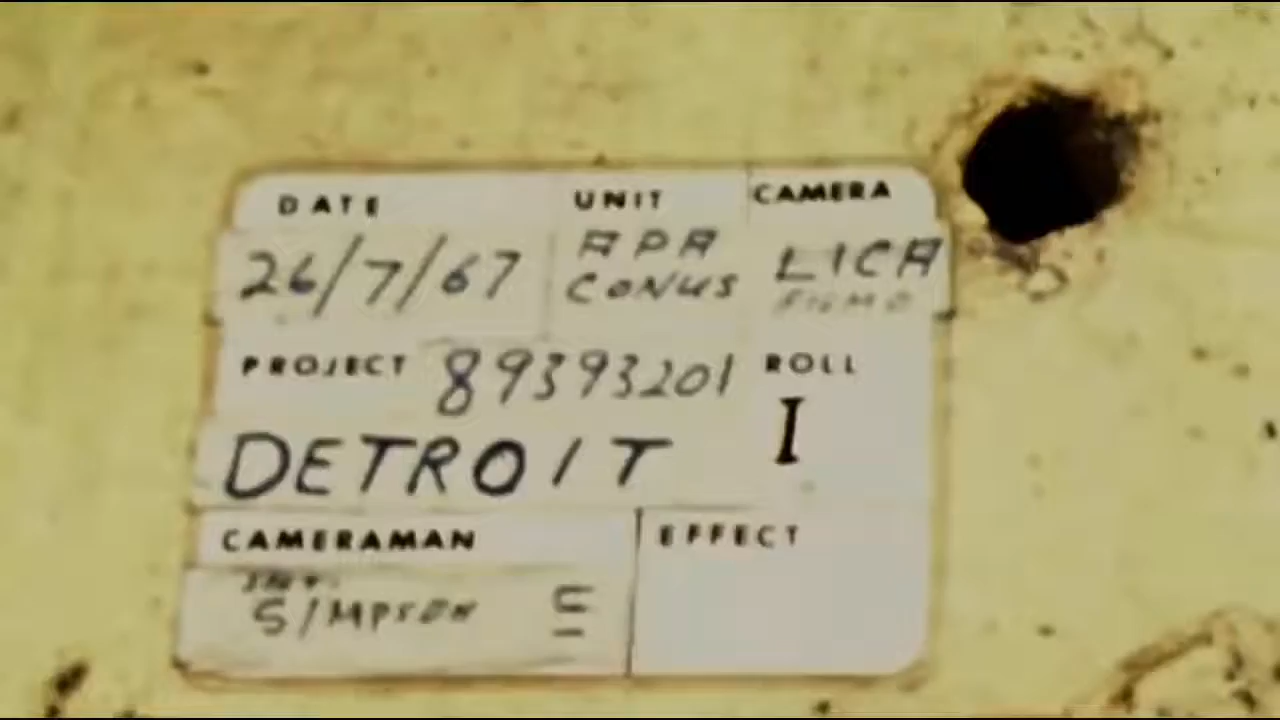 DATE UNIT CAMERA
26/7/67 APA CONUS LICA
PROJECT 89393201 ROLL
DETROIT I
CAMERAMAN EFFECT
SIMPSON